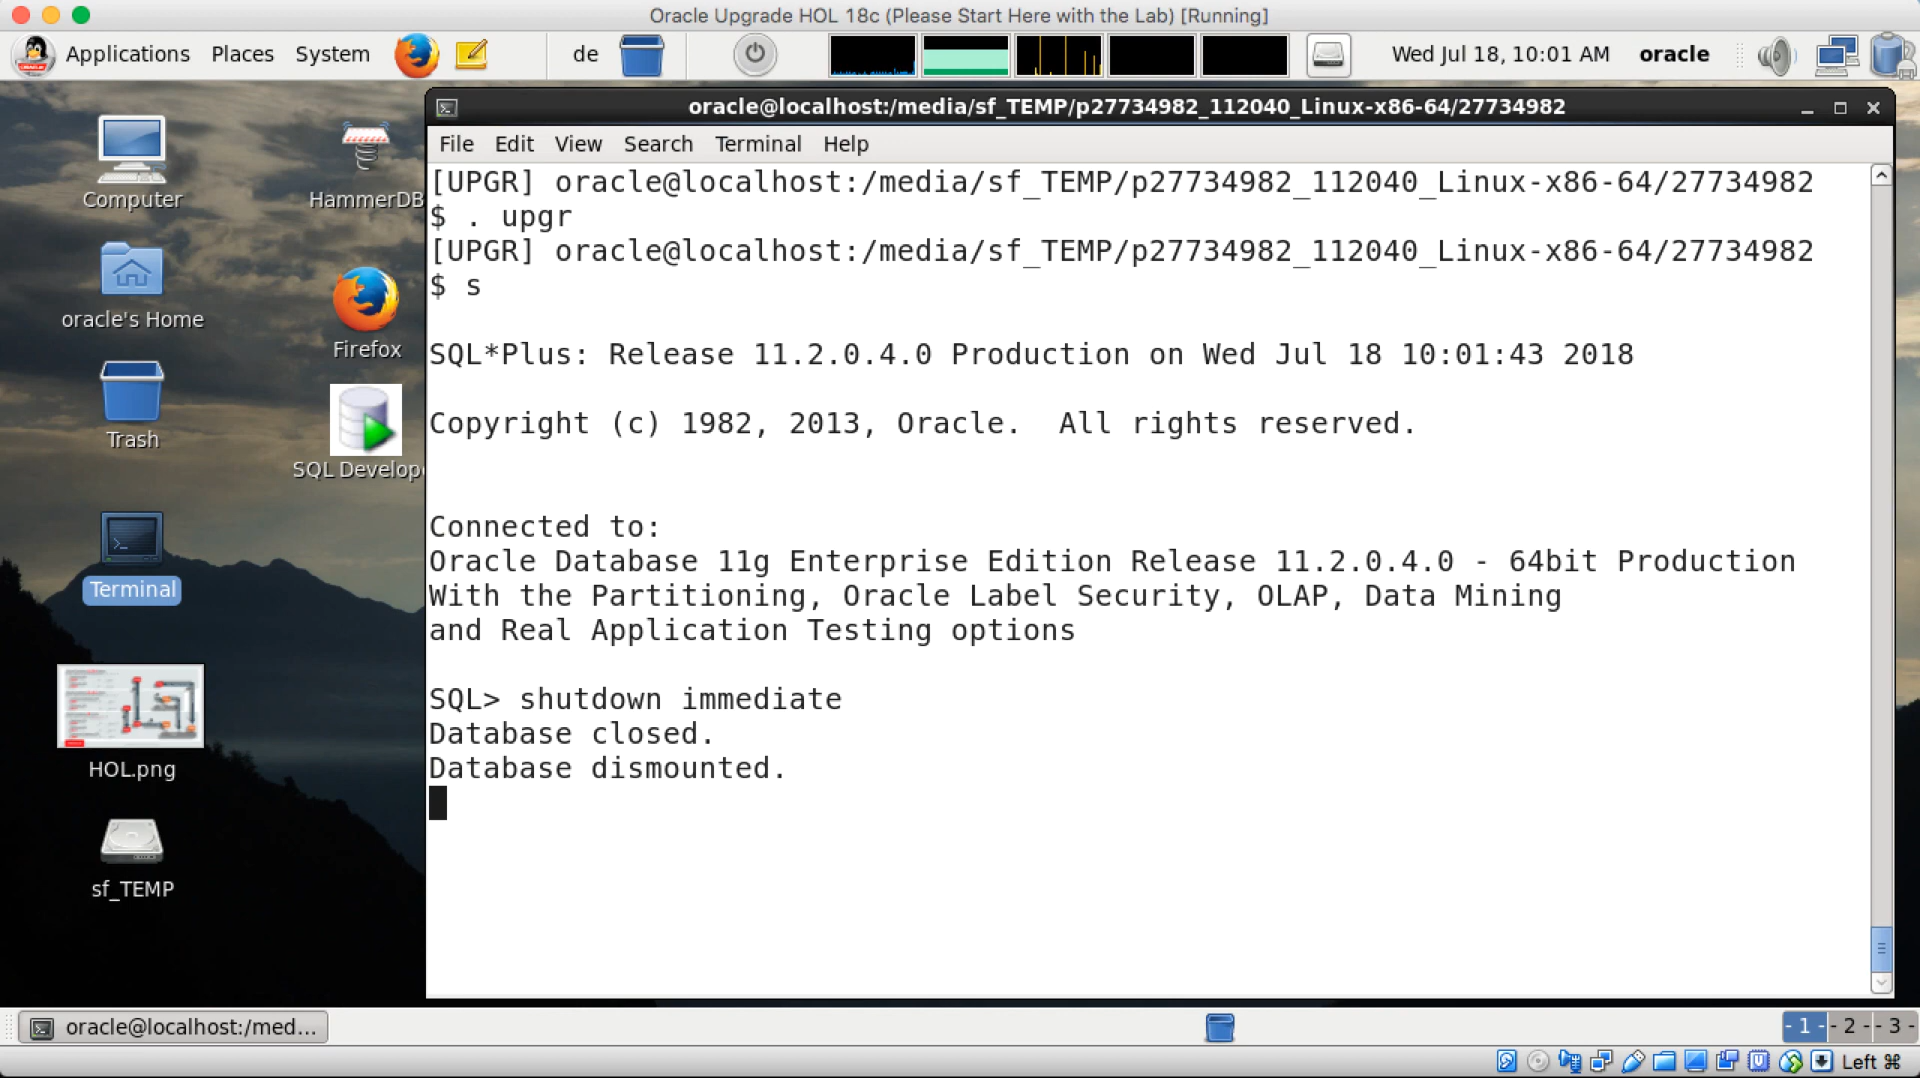 Oracle Upgrade HOL 18c (Please Start Here with the Lab) [Running]
Applications Places System de Wed Jul 18, 10:01 AM oracle
oracle@localhost:/media/sf_TEMP/p27734982_112040_Linux-x86-64/27734982
File Edit View Search Terminal Help
[UPGR] oracle@localhost:/media/sf_TEMP/p27734982_112040_Linux-x86-64/27734982
$ . upgr
[UPGR] oracle@localhost:/media/sf_TEMP/p27734982_112040_Linux-x86-64/27734982
$ s
SQL*Plus: Release 11.2.0.4.0 Production on Wed Jul 18 10:01:43 2018
Copyright (c) 1982, 2013, Oracle.  All rights reserved.
Connected to:
Oracle Database 11g Enterprise Edition Release 11.2.0.4.0 - 64bit Production
With the Partitioning, Oracle Label Security, OLAP, Data Mining
and Real Application Testing options
SQL> shutdown immediate
Database closed.
Database dismounted.
Computer
HammerDB
oracle's Home
Firefox
Trash
SQL Develope
Terminal
HOL.png
sf_TEMP
oracle@localhost:/med...
- 1 - - 2 - - 3 -
Left ⌘